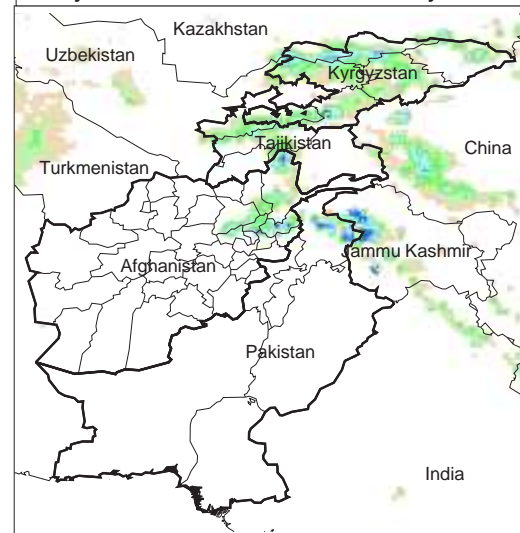 Kazakhstan
Uzbekistan
Kyrgyzstan
Tajikistan
China
Turkmenistan
Jammu Kashmir
Afghanistan
Pakistan
India